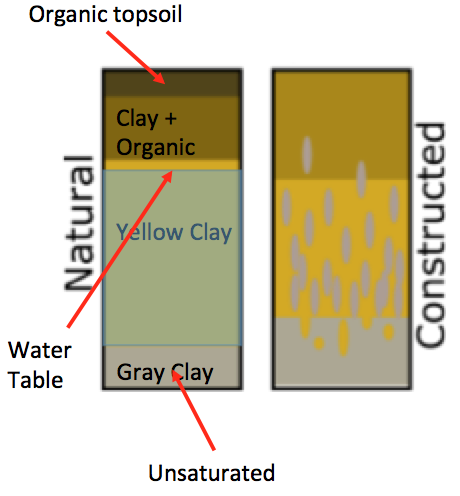 Organic topsoil
Clay +
Organic
Natural
Yellow Clay
Constructed
Water
Table
Gray Clay
Unsaturated